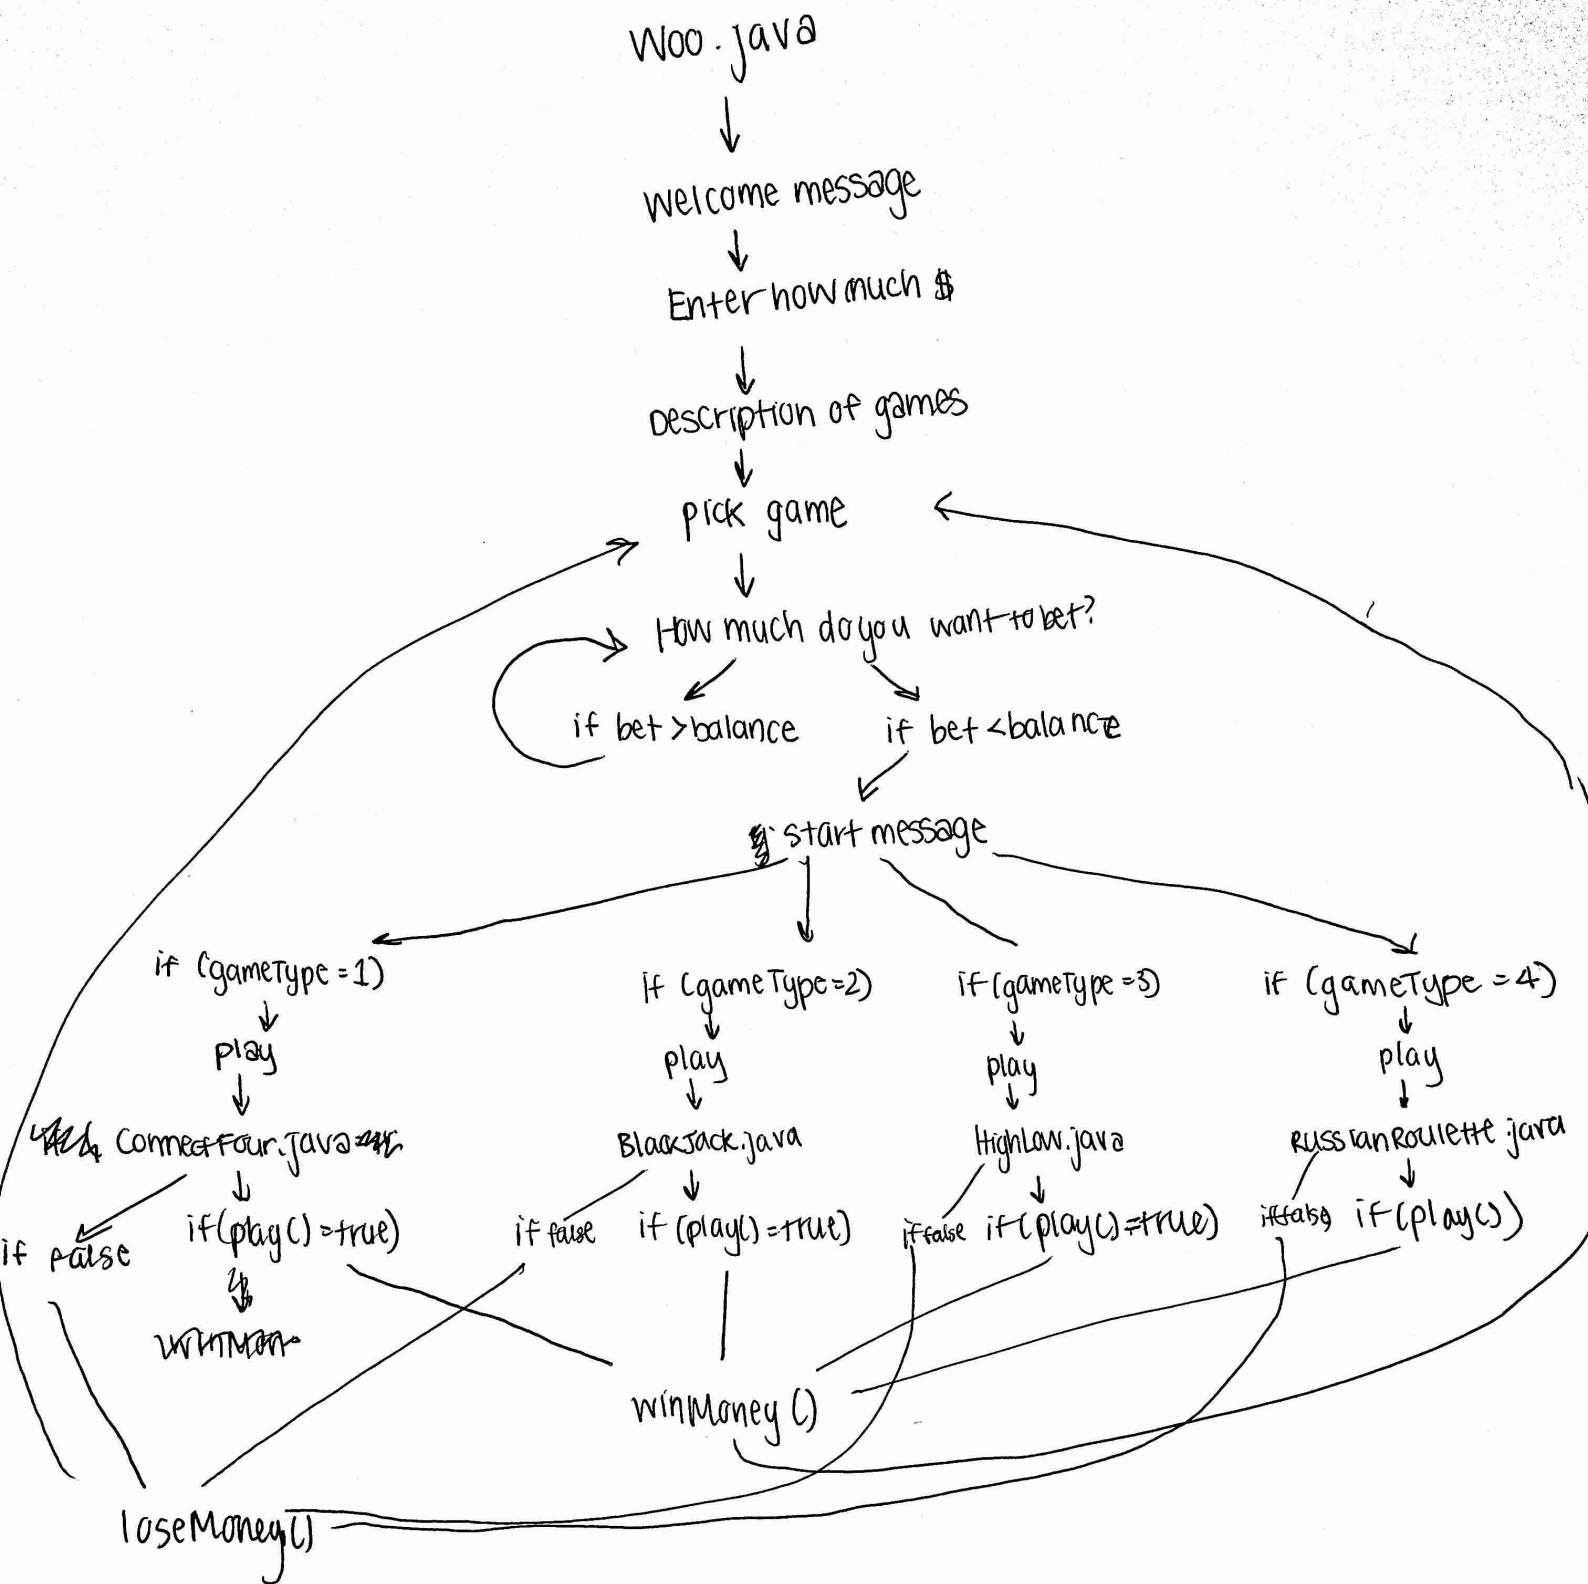 Woo.java
Welcome message
Enter how much $
Description of games
pick game
How much do you want to bet?
if bet >balance
if bet <balance
start message
if (gameType=1)
if (gameType=2)
if (gameType=3)
if (gameType=4)
play
play
play
play
ConnectFour.java
BlackJack.java
HighLow.java
RussianRoulette.java
if false
if(play()=true)
if false
if (play()=true)
if false
if(play()=true)
if false
if(play())
winMoney()
loseMoney()